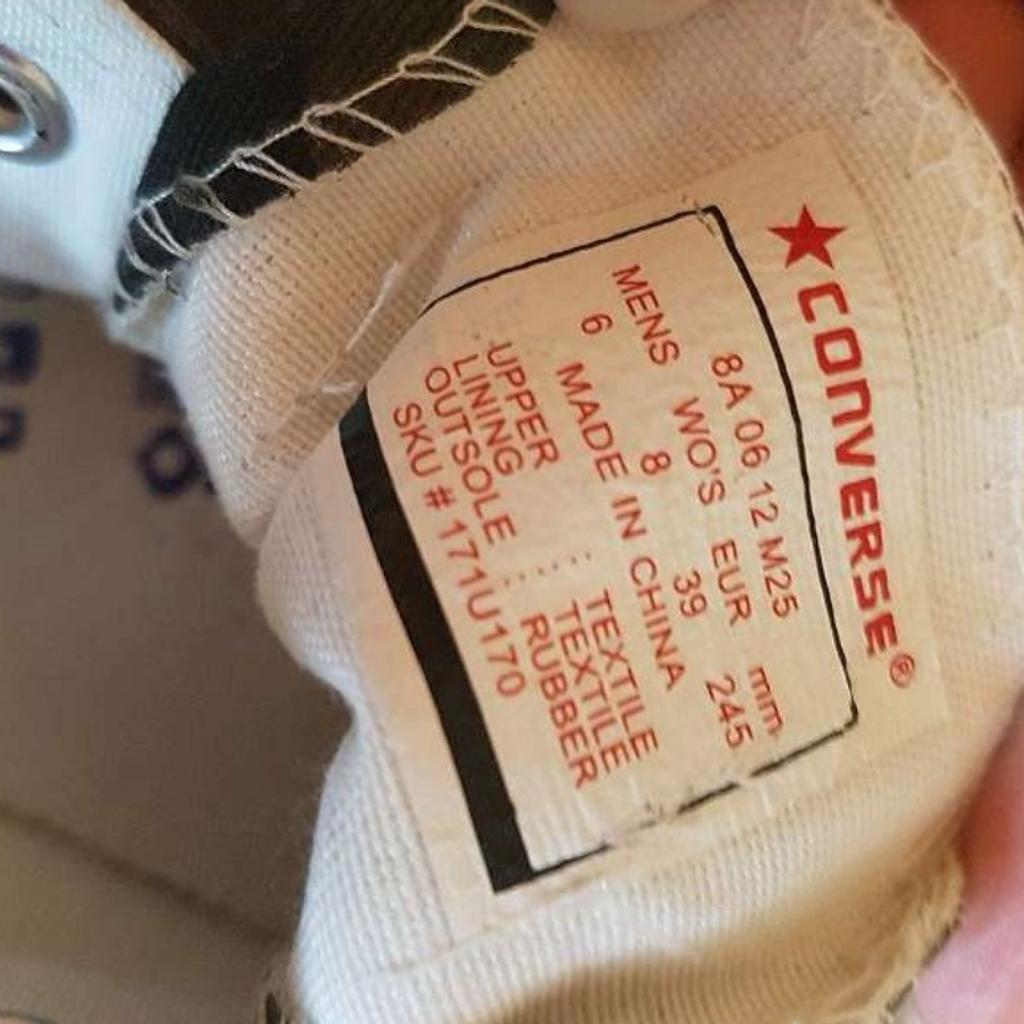 ★CONVERSE®
8A 06 12 M25
MENS WO'S EUR mm
6 8 39 245
MADE IN CHINA
UPPER : TEXTILE
LINING : TEXTILE
OUTSOLE : RUBBER
SKU # 171U170